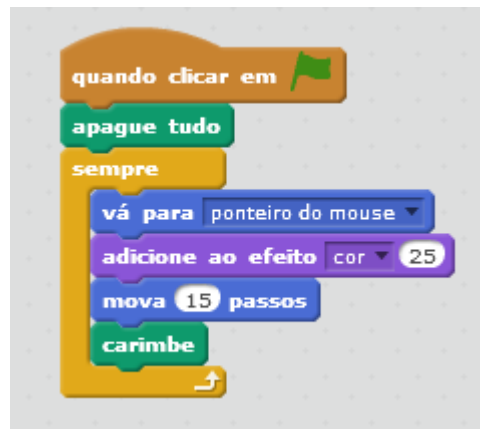 quando clicar em
apague tudo
sempre
vá para ponteiro do mouse
adicione ao efeito cor 25
mova 15 passos
carimbe